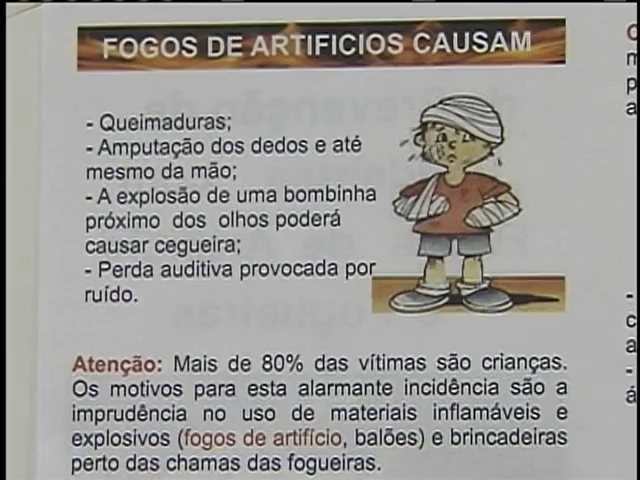 FOGOS DE ARTIFICIOS CAUSAM
- Queimaduras;
- Amputação dos dedos e até
mesmo da mão;
- A explosão de uma bombinha
próximo dos olhos poderá
causar cegueira;
- Perda auditiva provocada por
ruído.
Atenção: Mais de 80% das vítimas são crianças.
Os motivos para esta alarmante incidência são a
imprudência no uso de materiais inflamáveis e
explosivos (fogos de artifício, balões) e brincadeiras
perto das chamas das fogueiras.